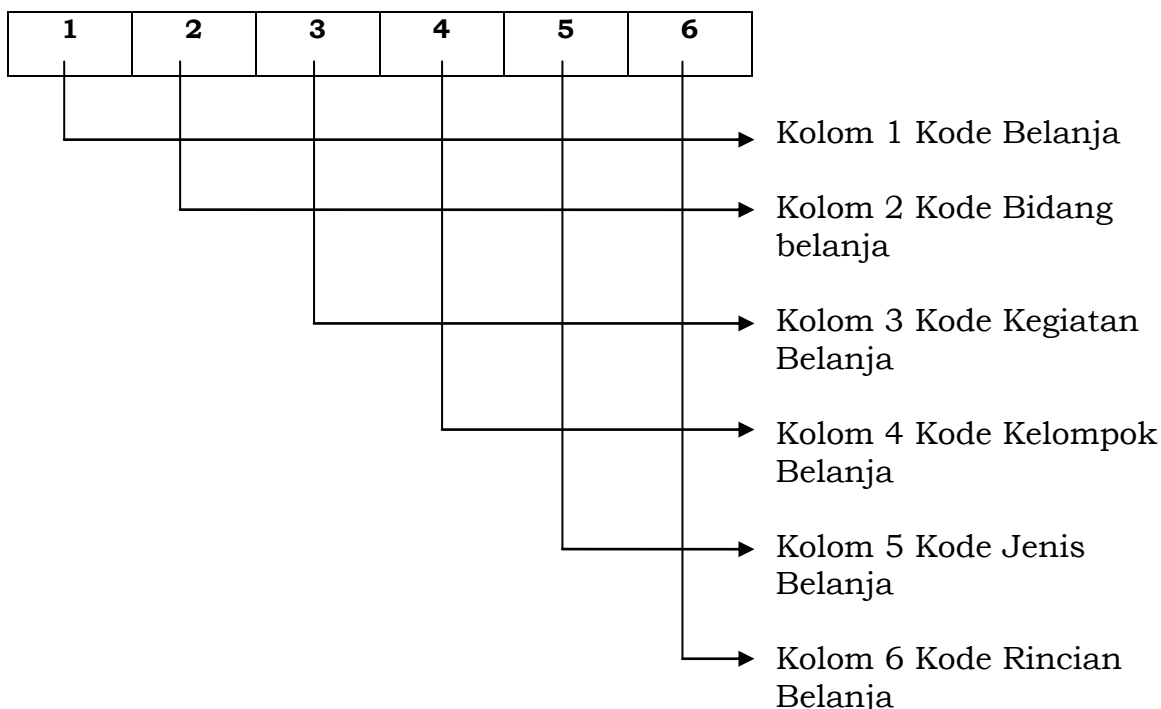 1 2 3 4 5 6
Kolom 1 Kode Belanja
Kolom 2 Kode Bidang
belanja
Kolom 3 Kode Kegiatan
Belanja
Kolom 4 Kode Kelompok
Belanja
Kolom 5 Kode Jenis
Belanja
Kolom 6 Kode Rincian
Belanja